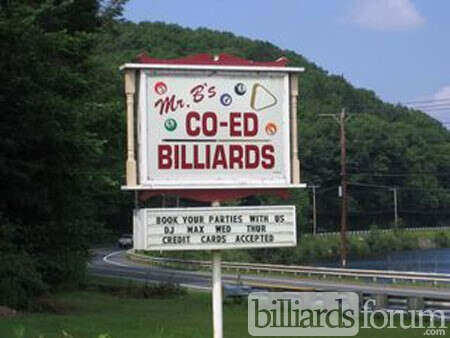 Mr. B's
CO-ED
BILLIARDS
BOOK YOUR PARTIES WITH US
DJ MAX WED THUR
CREDIT CARDS ACCEPTED
billiardsforum.com